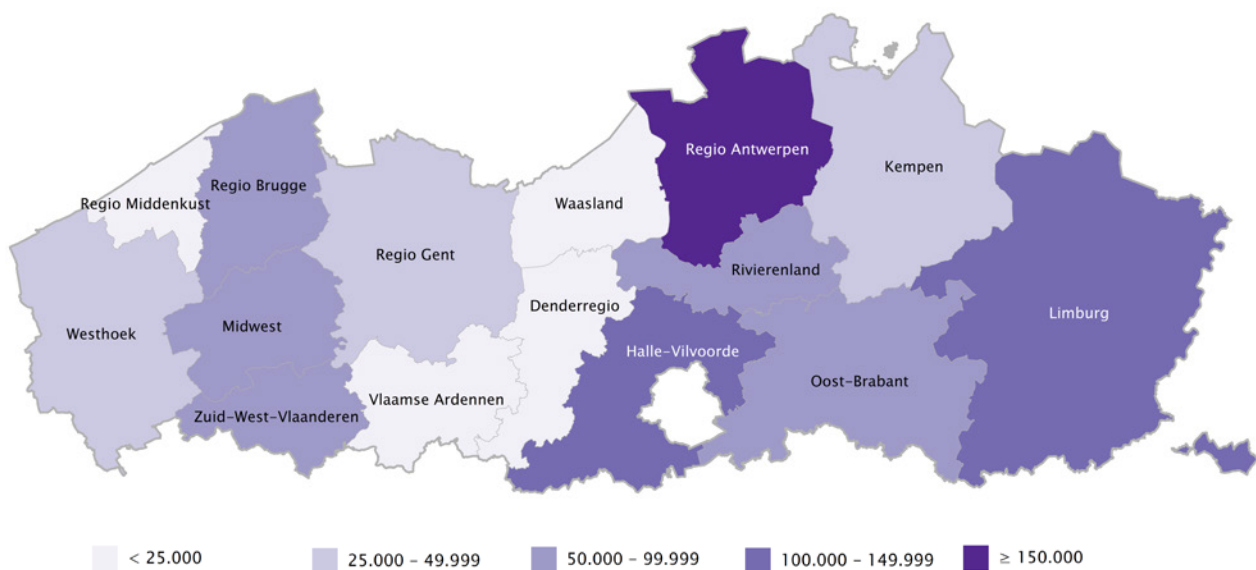 Regio Antwerpen
Kempen
Regio Brugge
Regio Middenkust
Waasland
Regio Gent
Rivierenland
Denderregio
Limburg
Westhoek
Midwest
Halle-Vilvoorde
Oost-Brabant
Vlaamse Ardennen
Zuid-West-Vlaanderen
< 25.000
25.000 - 49.999
50.000 - 99.999
100.000 - 149.999
≥ 150.000